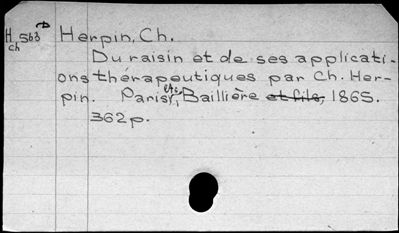 H 563 Herpin, Ch.
ch
Du raisin et de ses applicati-
ons thérapeutiques par Ch. Her-
pin. Paris, etc., Baillière et fils, 1865.
362 p.